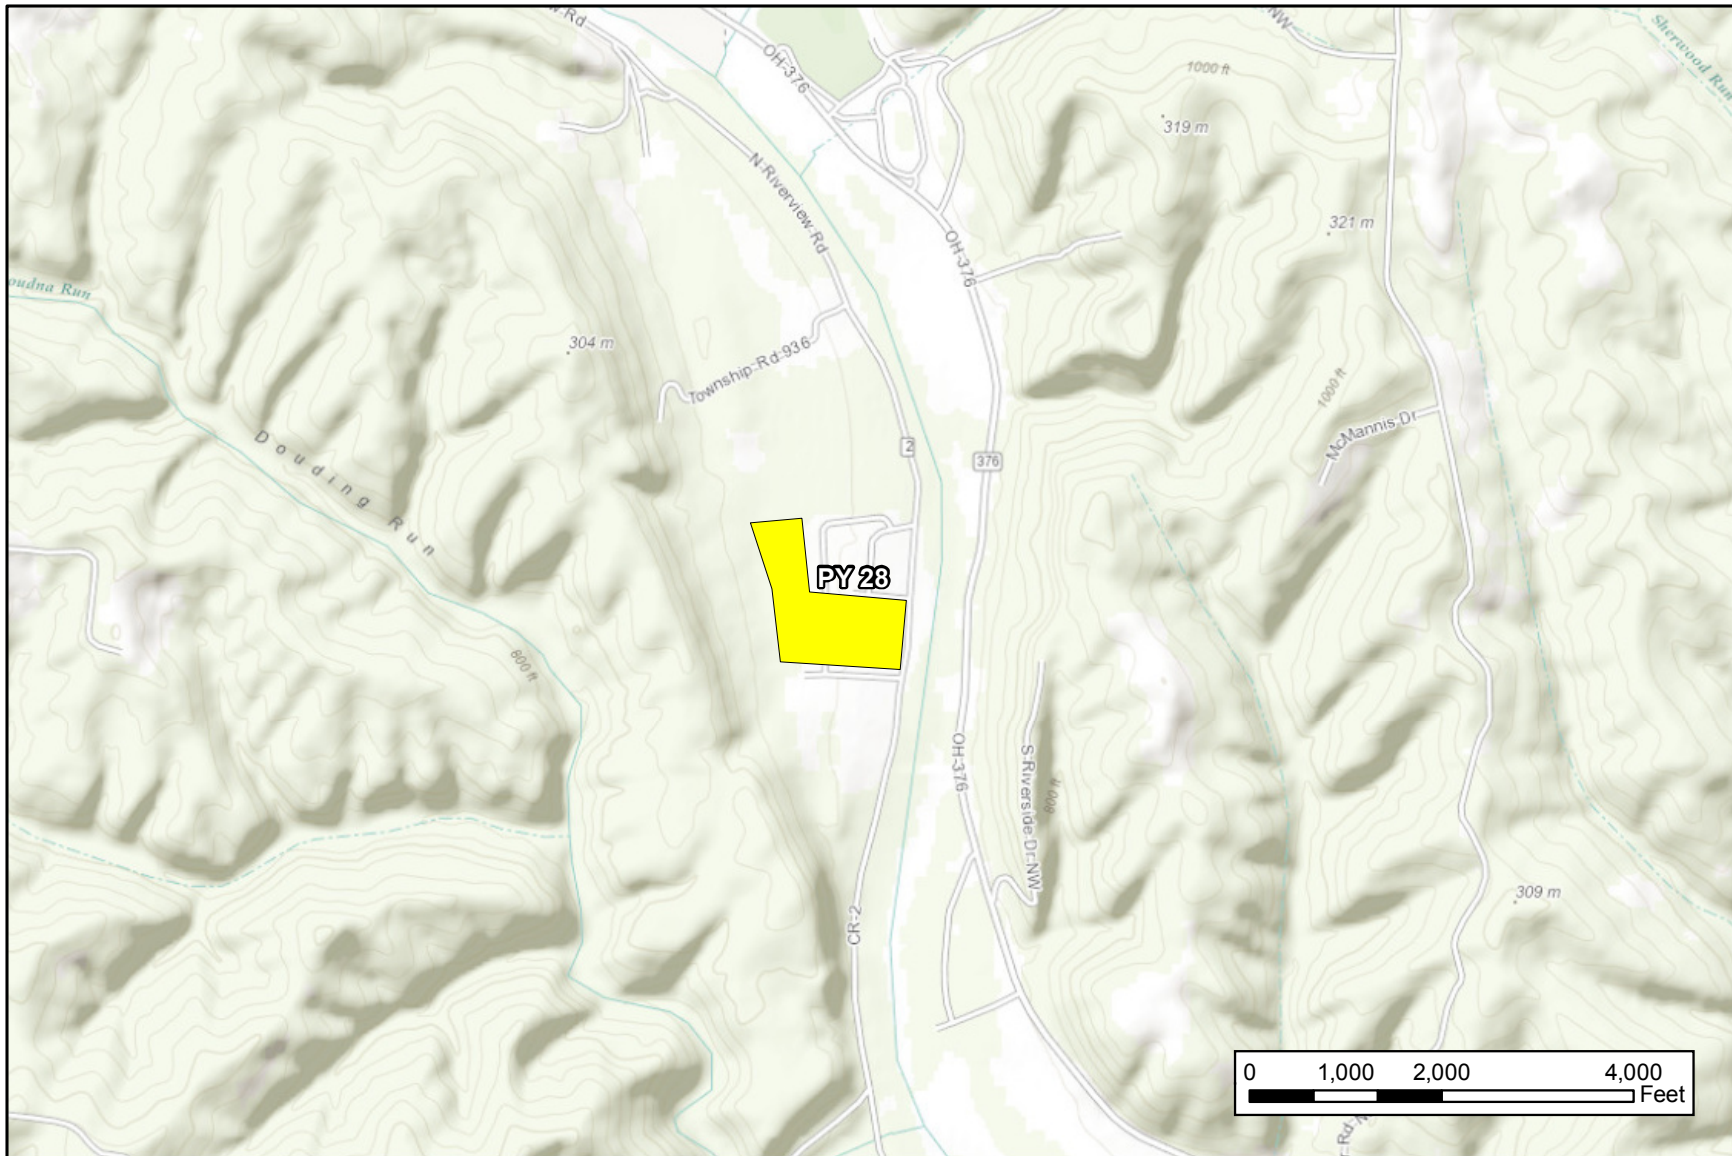 w Rd
NW
Sherwood Run
OH-376
1000 ft
319 m
N Riverview Rd
321 m
OH-376
oudna Run
304 m
Township-Rd-936
1000 ft
McMannis-Dr
2
376
Douding Run
PY 28
800 ft
OH-376
S-Riverside-Dr-NW
800 ft
309 m
CR-2
0 1,000 2,000 4,000
Feet
Rd-N